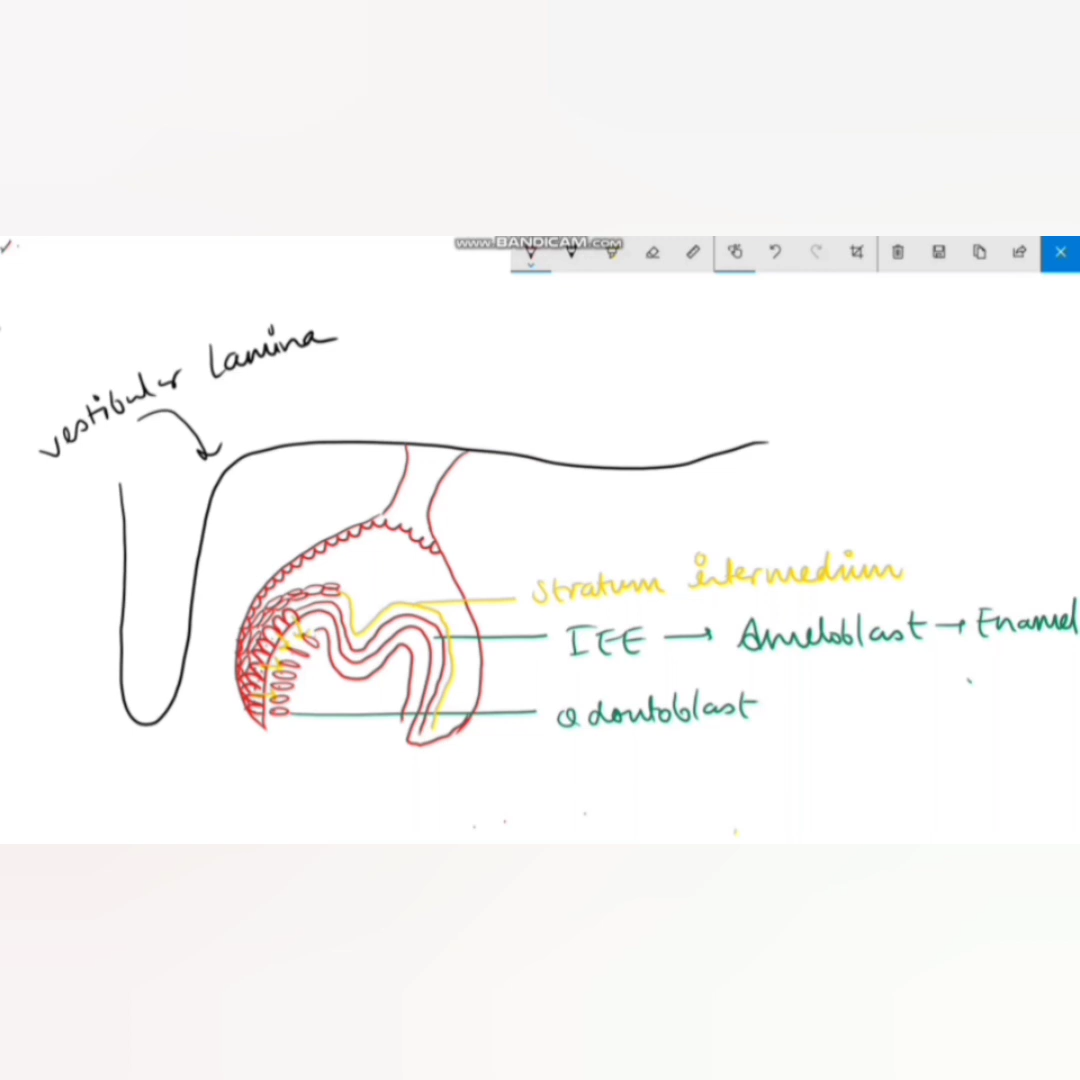 www.BANDICAM.com
vestibular lamina
stratum intermedium
IEE → Ameloblast → Enamel
odontoblast